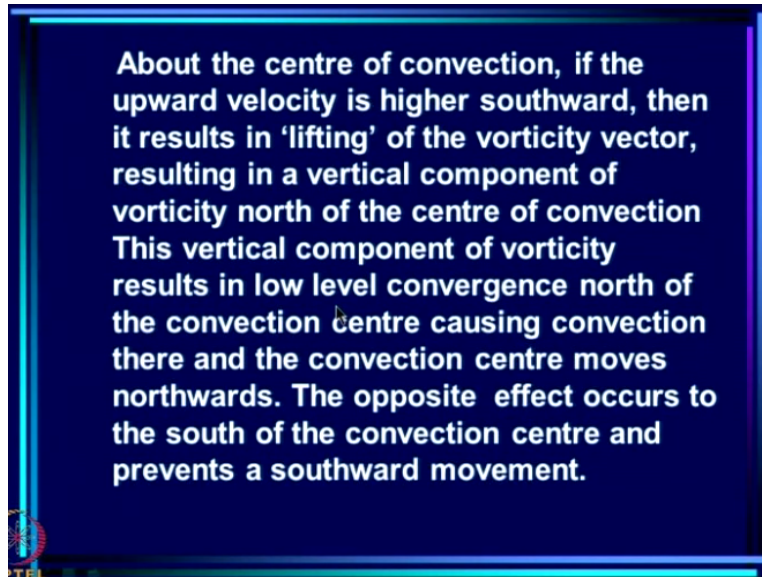 About the centre of convection, if the
upward velocity is higher southward, then
it results in ‘lifting’ of the vorticity vector,
resulting in a vertical component of
vorticity north of the centre of convection
This vertical component of vorticity
results in low level convergence north of
the convection centre causing convection
there and the convection centre moves
northwards. The opposite effect occurs to
the south of the convection centre and
prevents a southward movement.
PTEL